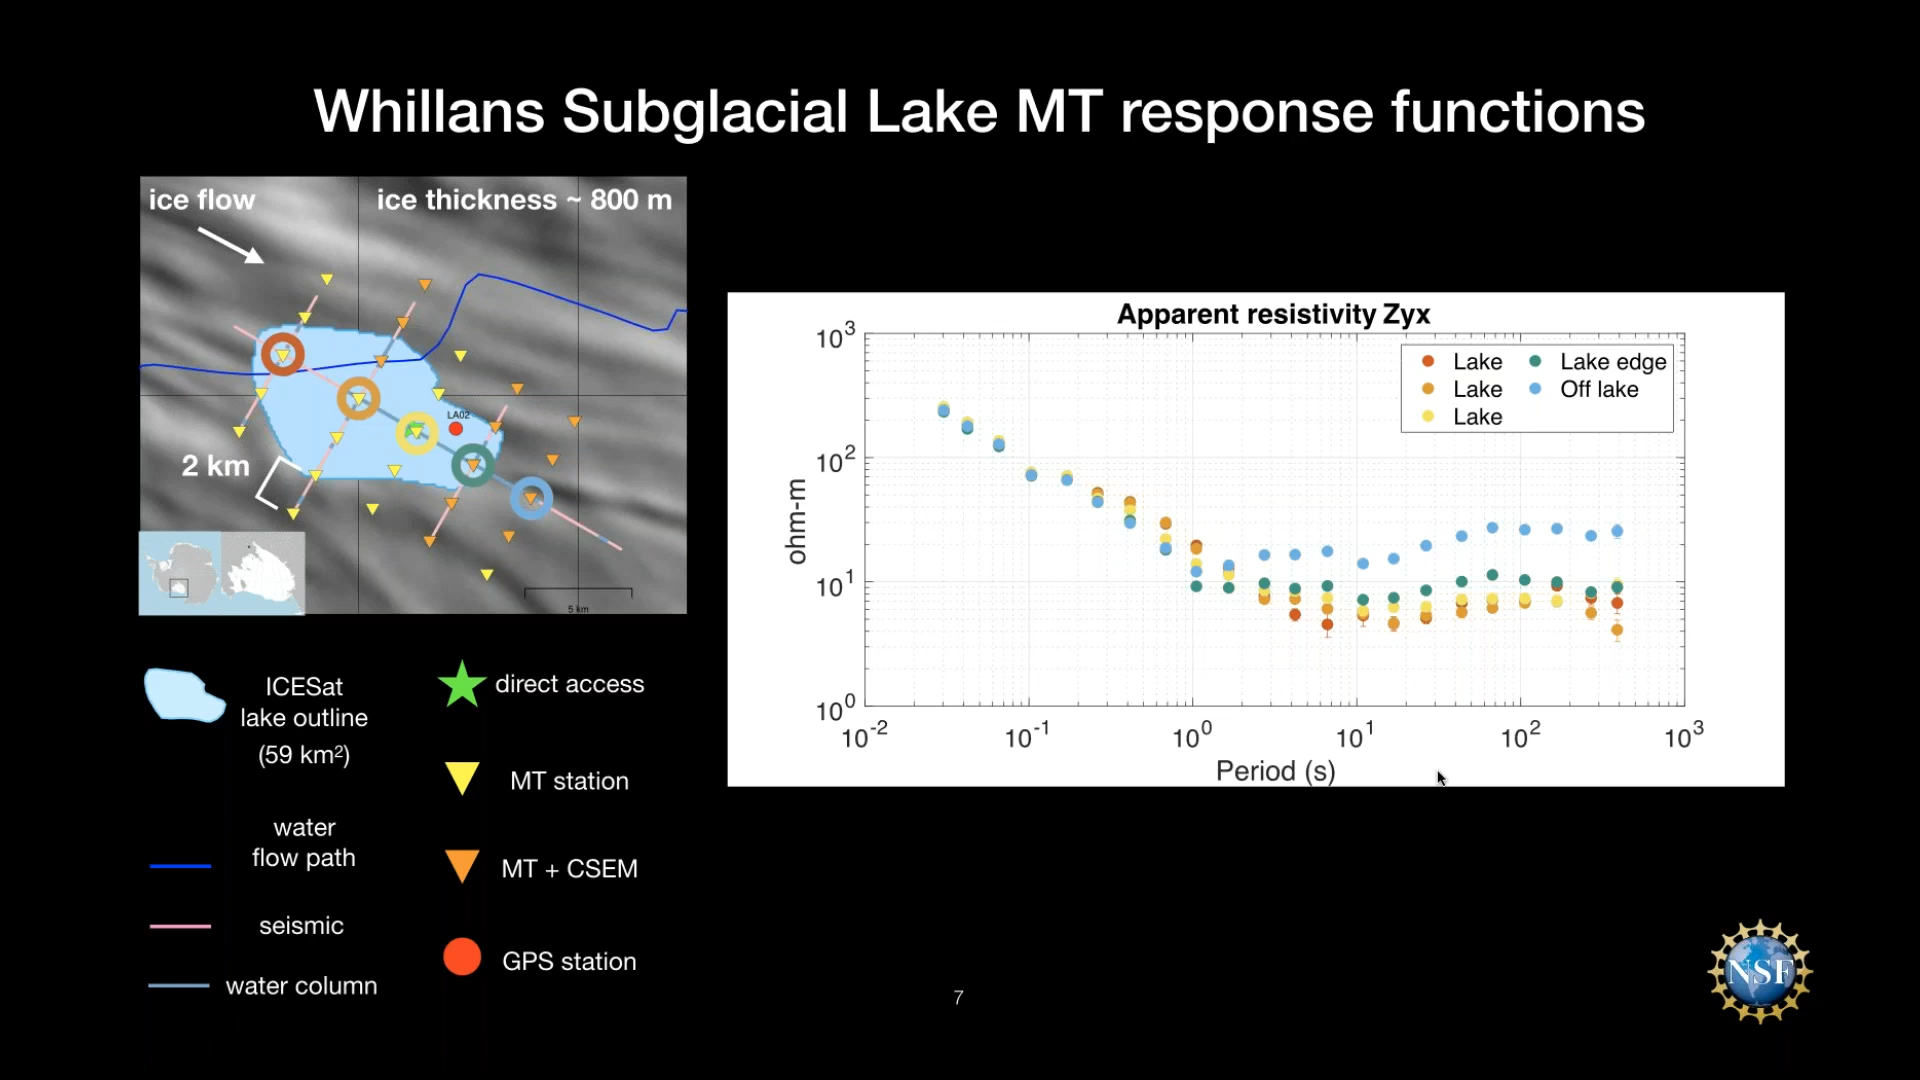 Whillans Subglacial Lake MT response functions
ice flow
ice thickness ~ 800 m
LA02
2 km
5 km
ICESat
lake outline
(59 km²)
water
flow path
seismic
water column
direct access
MT station
MT + CSEM
GPS station
Apparent resistivity Zyx
Lake
Lake
Lake
Lake edge
Off lake
ohm-m
10³
10²
10¹
10⁰
10⁻² 10⁻¹ 10⁰ 10¹ 10² 10³
Period (s)
7
NSF